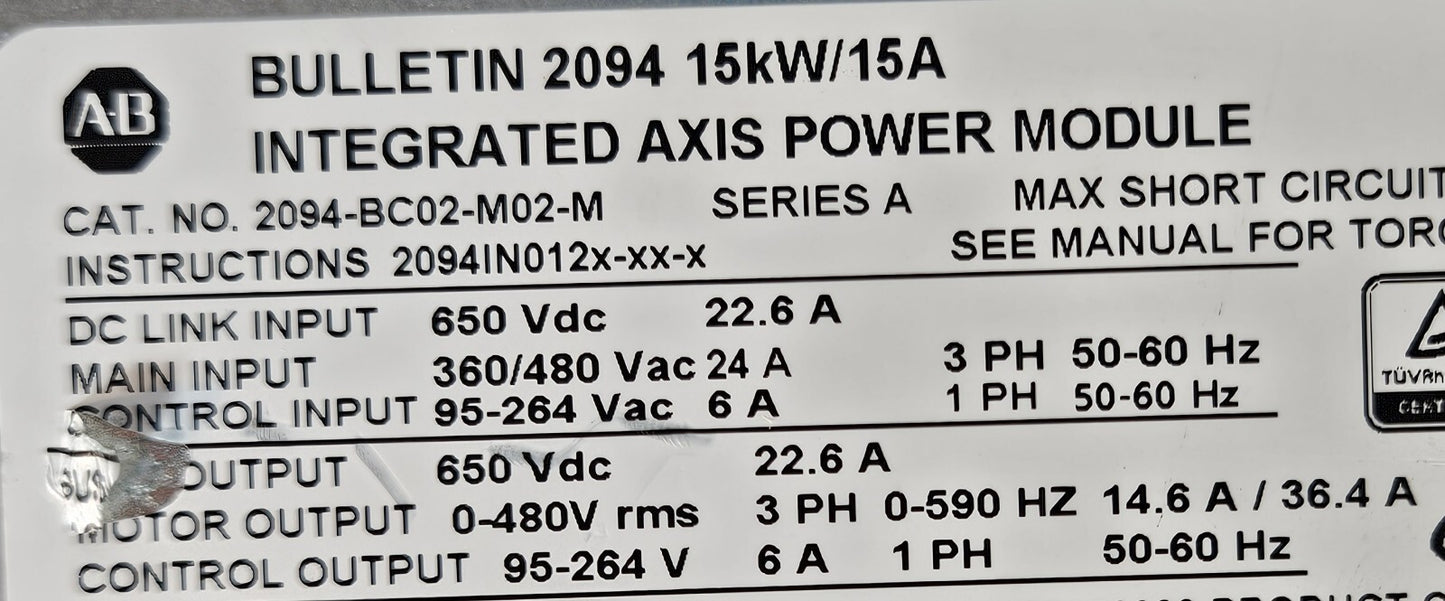 A-B
BULLETIN 2094 15kW/15A
INTEGRATED AXIS POWER MODULE
CAT. NO. 2094-BC02-M02-M SERIES A MAX SHORT CIRCUIT
INSTRUCTIONS 2094IN012x-xx-x SEE MANUAL FOR
DC LINK INPUT 650 Vdc 22.6 A
MAIN INPUT 360/480 Vac 24 A 3 PH 50-60 Hz
CONTROL INPUT 95-264 Vac 6 A 1 PH 50-60 Hz
BUS OUTPUT 650 Vdc 22.6 A
MOTOR OUTPUT 0-480V rms 3 PH 0-590 HZ 14.6 A / 36.4 A
CONTROL OUTPUT 95-264 V 6 A 1 PH 50-60 Hz
TÜVRh